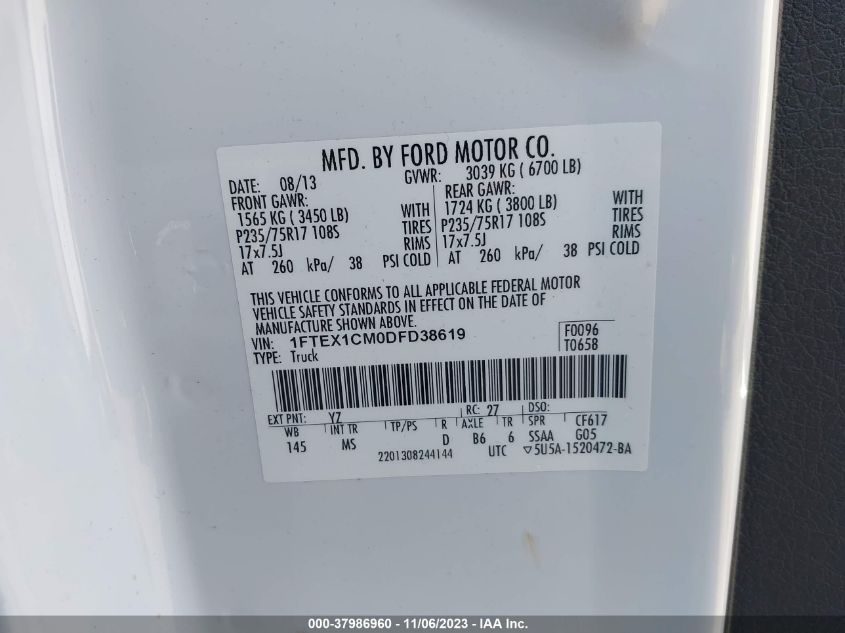 MFD. BY FORD MOTOR CO.
DATE: 08/13 GVWR: 3039 KG ( 6700 LB)
FRONT GAWR: REAR GAWR:
1565 KG ( 3450 LB) WITH 1724 KG ( 3800 LB) WITH
P235/75R17 108S TIRES P235/75R17 108S TIRES
17x7.5J RIMS 17x7.5J RIMS
AT 260 kPa/ 38 PSI COLD AT 260 kPa/ 38 PSI COLD
THIS VEHICLE CONFORMS TO ALL APPLICABLE FEDERAL MOTOR
VEHICLE SAFETY STANDARDS IN EFFECT ON THE DATE OF
MANUFACTURE SHOWN ABOVE.
VIN: 1FTEX1CM0DFD38619 F0096
TYPE: Truck T0658
EXT PNT: YZ RC: 27 DSO:
WB INT TR TP/PS R AXLE TR SPR CF617
145 MS D B6 6 SSAA G05
2201308244144 UTC ▽5U5A-1520472-BA
000-37986960 - 11/06/2023 - IAA Inc.